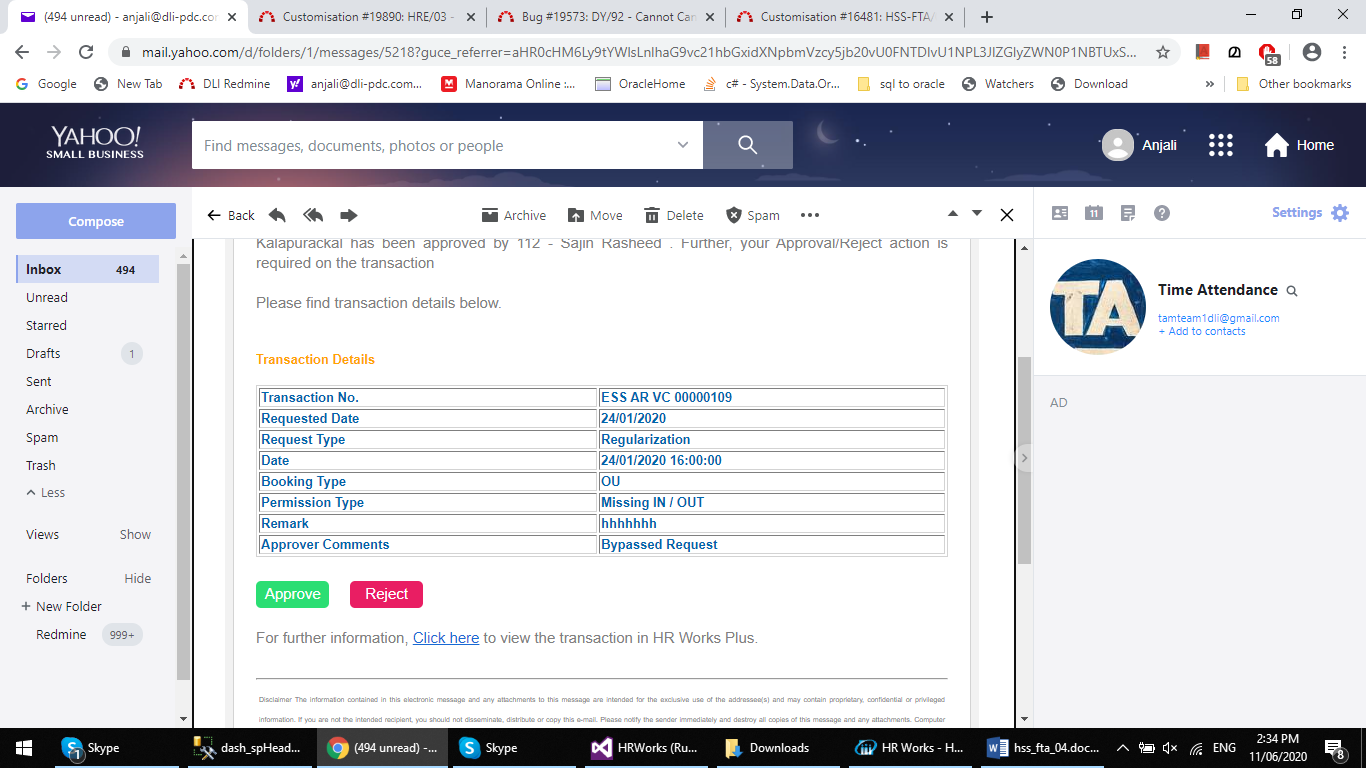 (494 unread) - anjali@dli-pdc.co
Customisation #19890: HRE/03 -
Bug #19573: DY/92 - Cannot Can
Customisation #16481: HSS-FTA/
mail.yahoo.com/d/folders/1/messages/5218?guce_referrer=
58
Google
New Tab
DLI Redmine
anjali@dli-pdc.com...
Manorama Online :...
OracleHome
c# - System.Data.Or...
sql to oracle
Watchers
Download
»
Other bookmarks
YAHOO!
SMALL BUSINESS
Find messages, documents, photos or people
Anjali
Home
Compose
Back
Archive
Move
Delete
Spam
11
Settings
Inbox 494
Unread
Starred
Drafts 1
Sent
Archive
Spam
Trash
Less
Views Show
Folders Hide
+ New Folder
Redmine 999+
Kalapurackal has been approved by 112 - Sajin Rasheed . Further, your Approval/Reject action is
required on the transaction
Please find transaction details below.
Transaction Details
Transaction No. ESS AR VC 00000109
Requested Date 24/01/2020
Request Type Regularization
Date 24/01/2020 16:00:00
Booking Type OU
Permission Type Missing IN / OUT
Remark hhhhhhh
Approver Comments Bypassed Request
Approve Reject
For further information, Click here to view the transaction in HR Works Plus.
Disclaimer The information contained in this electronic message and any attachments to this message are intended for the exclusive use of the addressee(s) and may contain proprietary, confidential or privileged
information. If you are not the intended recipient, you should not disseminate, distribute or copy this e-mail. Please notify the sender immediately and destroy all copies of this message and any attachments. Computer
TA
Time Attendance
tamteam1dli@gmail.com
+ Add to contacts
AD
1
Skype
dash_spHead...
(494 unread) -...
Skype
HRWorks (Ru...
Downloads
HR Works - H...
hss_fta_04.doc...
ENG
2:34 PM
11/06/2020
8